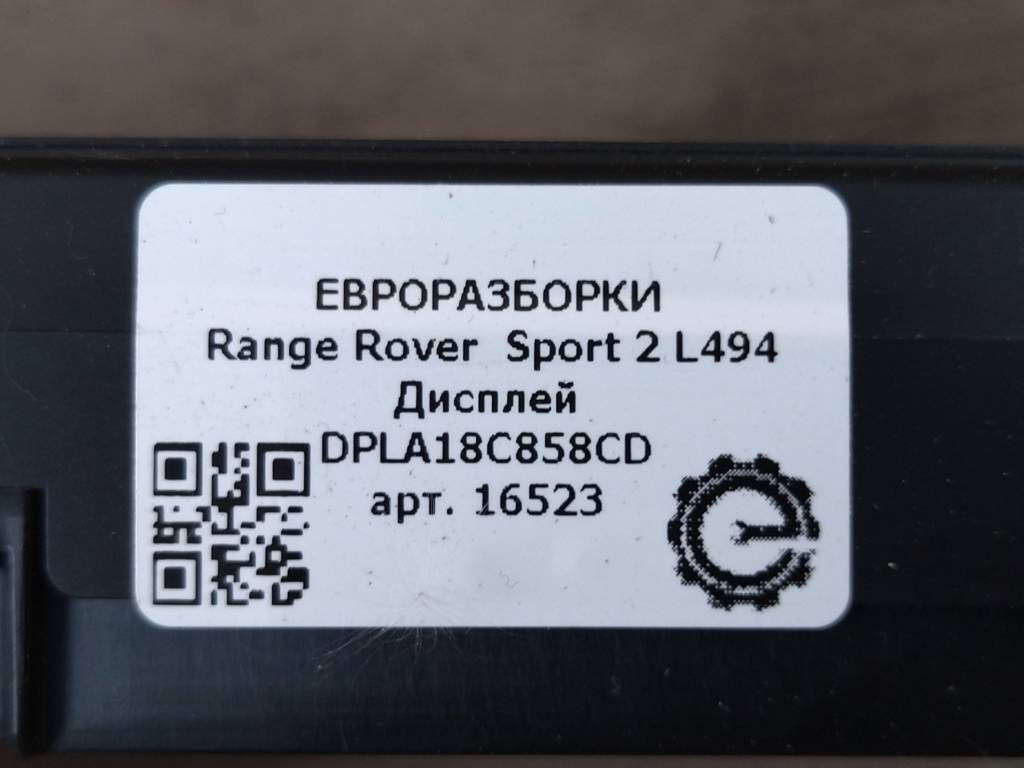 ЕВРОРАЗБОРКИ
Range Rover Sport 2 L494
Дисплей
DPLA18C858CD
арт. 16523